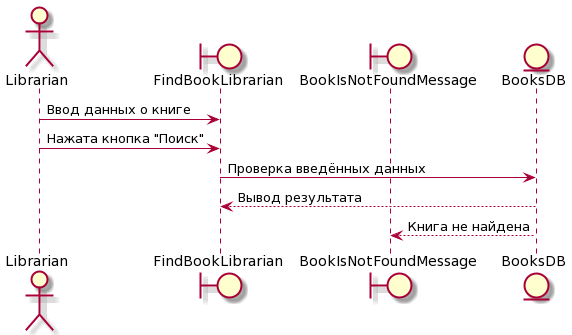 Librarian FindBookLibrarian BookIsNotFoundMessage BooksDB
Ввод данных о книге
Нажата кнопка "Поиск"
Проверка введённых данных
Вывод результата
Книга не найдена
Librarian FindBookLibrarian BookIsNotFoundMessage BooksDB